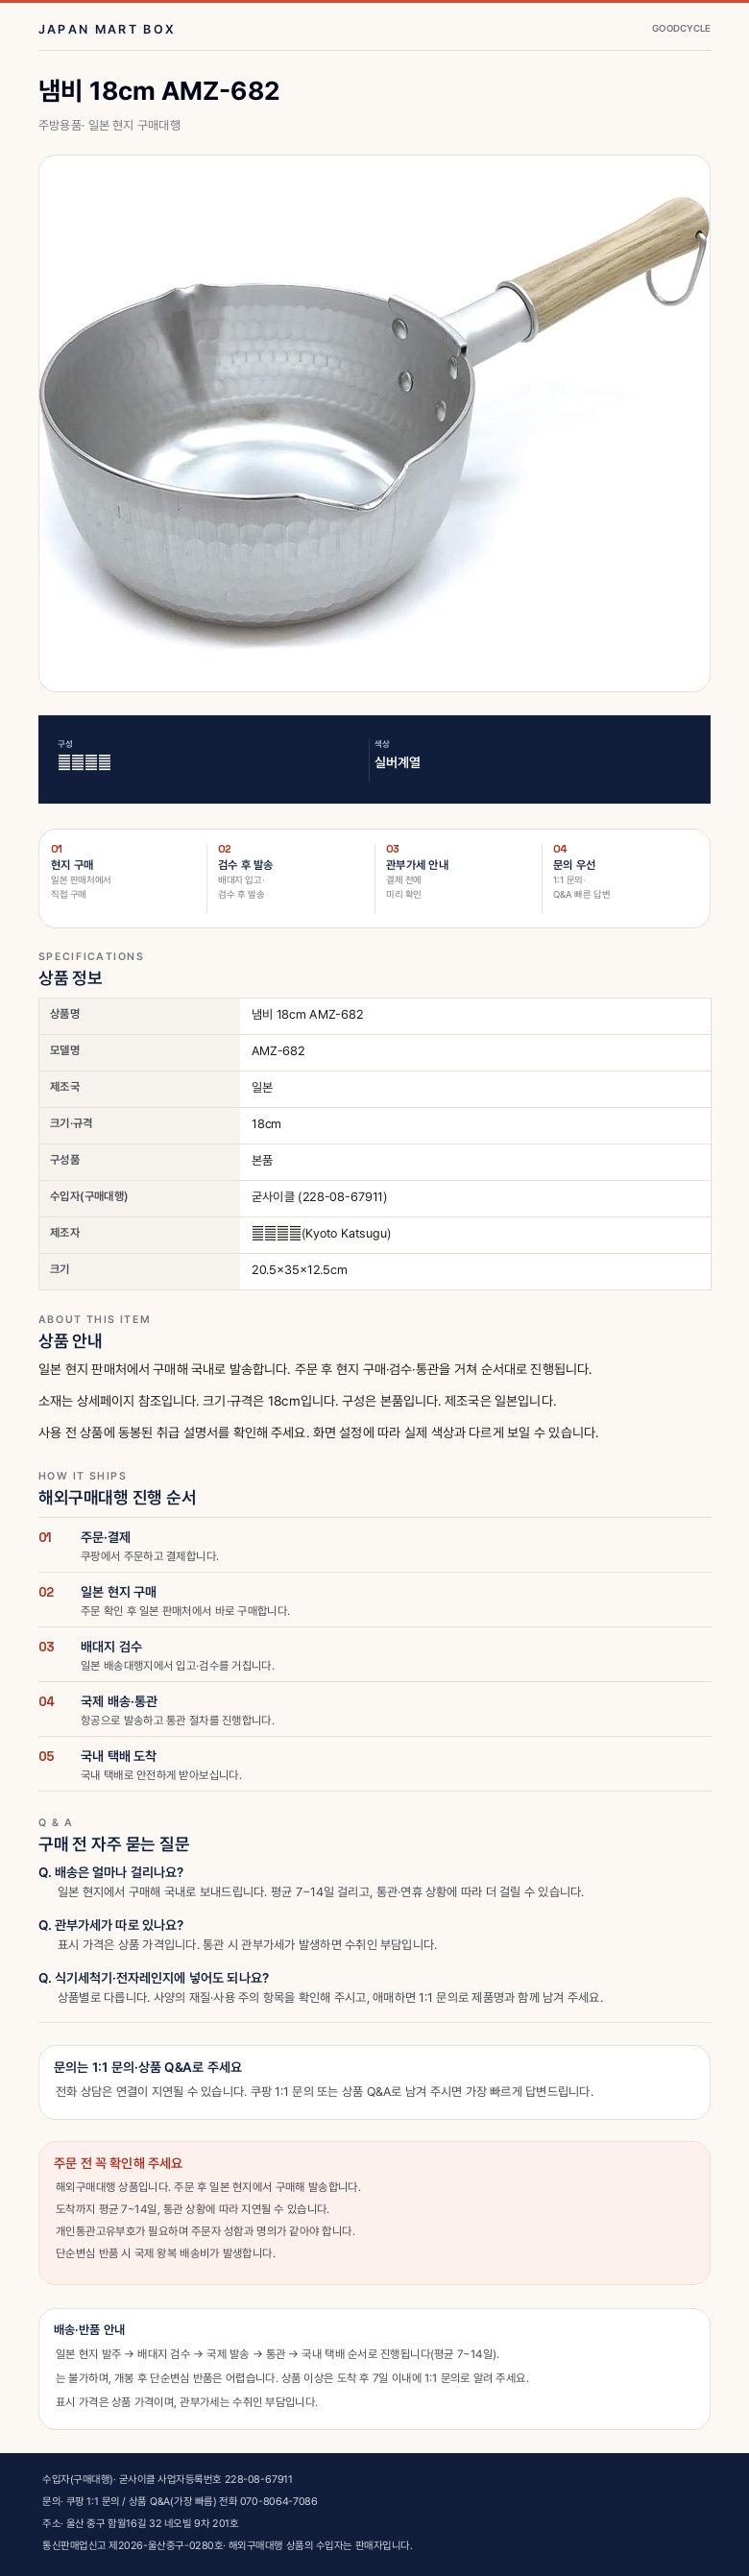 JAPAN MART BOX
GOODCYCLE
냄비 18cm AMZ-682
주방용품· 일본 현지 구매대행
구성
색상
실버계열
01
현지 구매
일본 판매처에서
직접 구매
02
검수 후 발송
배대지 입고·
검수 후 발송
03
관부가세 안내
결제 전에
미리 확인
04
문의 우선
1:1 문의·
Q&A 빠른 답변
SPECIFICATIONS
상품 정보
상품명 냄비 18cm AMZ-682
모델명 AMZ-682
제조국 일본
크기·규격 18cm
구성품 본품
수입자(구매대행) 굳사이클 (228-08-67911)
제조자 (Kyoto Katsugu)
크기 20.5×35×12.5cm
ABOUT THIS ITEM
상품 안내
일본 현지 판매처에서 구매해 국내로 발송합니다. 주문 후 현지 구매·검수·통관을 거쳐 순서대로 진행됩니다.
소재는 상세페이지 참조입니다. 크기·규격은 18cm입니다. 구성은 본품입니다. 제조국은 일본입니다.
사용 전 상품에 동봉된 취급 설명서를 확인해 주세요. 화면 설정에 따라 실제 색상과 다르게 보일 수 있습니다.
HOW IT SHIPS
해외구매대행 진행 순서
01 주문·결제
쿠팡에서 주문하고 결제합니다.
02 일본 현지 구매
주문 확인 후 일본 판매처에서 바로 구매합니다.
03 배대지 검수
일본 배송대행지에서 입고·검수를 거칩니다.
04 국제 배송·통관
항공으로 발송하고 통관 절차를 진행합니다.
05 국내 택배 도착
국내 택배로 안전하게 받아보십니다.
Q & A
구매 전 자주 묻는 질문
Q. 배송은 얼마나 걸리나요?
일본 현지에서 구매해 국내로 보내드립니다. 평균 7~14일 걸리고, 통관·연휴 상황에 따라 더 걸릴 수 있습니다.
Q. 관부가세가 따로 있나요?
표시 가격은 상품 가격입니다. 통관 시 관부가세가 발생하면 수취인 부담입니다.
Q. 식기세척기·전자레인지에 넣어도 되나요?
상품별로 다릅니다. 사양의 재질·사용 주의 항목을 확인해 주시고, 애매하면 1:1 문의로 제품명과 함께 남겨 주세요.
문의는 1:1 문의·상품 Q&A로 주세요
전화 상담은 연결이 지연될 수 있습니다. 쿠팡 1:1 문의 또는 상품 Q&A로 남겨 주시면 가장 빠르게 답변드립니다.
주문 전 꼭 확인해 주세요
해외구매대행 상품입니다. 주문 후 일본 현지에서 구매해 발송합니다.
도착까지 평균 7~14일, 통관 상황에 따라 지연될 수 있습니다.
개인통관고유부호가 필요하며 주문자 성함과 명의가 같아야 합니다.
단순변심 반품 시 국제 왕복 배송비가 발생합니다.
배송·반품 안내
일본 현지 발주 → 배대지 검수 → 국제 발송 → 통관 → 국내 택배 순서로 진행됩니다(평균 7~14일).
는 불가하며, 개봉 후 단순변심 반품은 어렵습니다. 상품 이상은 도착 후 7일 이내에 1:1 문의로 알려 주세요.
표시 가격은 상품 가격이며, 관부가세는 수취인 부담입니다.
수입자(구매대행)· 굳사이클 사업자등록번호 228-08-67911
문의· 쿠팡 1:1 문의 / 상품 Q&A(가장 빠름) 전화 070-8064-7086
주소· 울산 중구 함월16길 32 네오빌 9차 201호
통신판매업신고 제2026-울산중구-0280호· 해외구매대행 상품의 수입자는 판매자입니다.